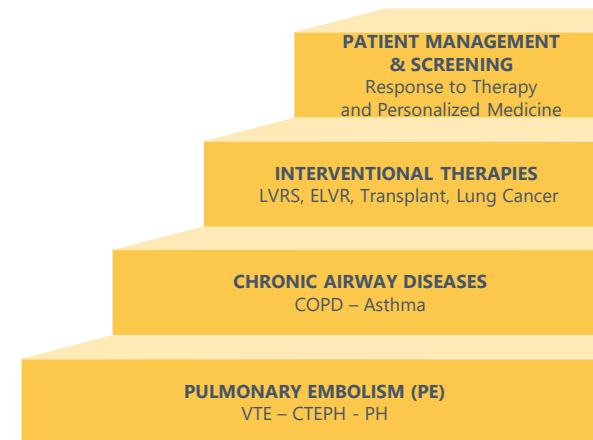 PATIENT MANAGEMENT
& SCREENING
Response to Therapy
and Personalized Medicine
INTERVENTIONAL THERAPIES
LVRS, ELVR, Transplant, Lung Cancer
CHRONIC AIRWAY DISEASES
COPD – Asthma
PULMONARY EMBOLISM (PE)
VTE – CTEPH - PH